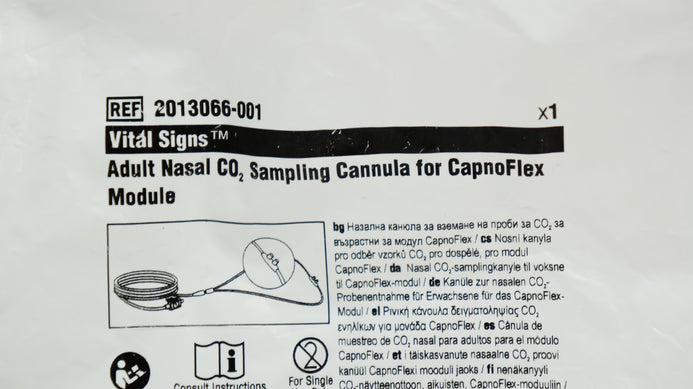 REF 2013066-001
x1
Vital Signs™
Adult Nasal CO₂ Sampling Cannula for CapnoFlex
Module
bg Назална канюла за вземане на проби за CO₂ за
възрастни за модул CapnoFlex / cs Nosní kanyla
pro odběr vzorků CO₂ pro dospělé, pro modul
CapnoFlex / da Nasal CO₂-samplingkanyle til voksne
til CapnoFlex-modul / de Kanüle zur nasalen CO₂-
Probenentnahme für Erwachsene für das CapnoFlex-
Modul / el Ρινική κάνουλα δειγματοληψίας CO₂
ενηλίκων για μονάδα CapnoFlex / es Cánula de
muestreo de CO₂ nasal para adultos para el módulo
CapnoFlex / et Täiskasvanute nasaalne CO₂ proovi
kanüül CapnoFlexi mooduli jaoks / fi nenäkanyyli
CO₂-näytteenottoon, aikuisten, CapnoFlex-moduuliin /
Consult Instructions
For Single